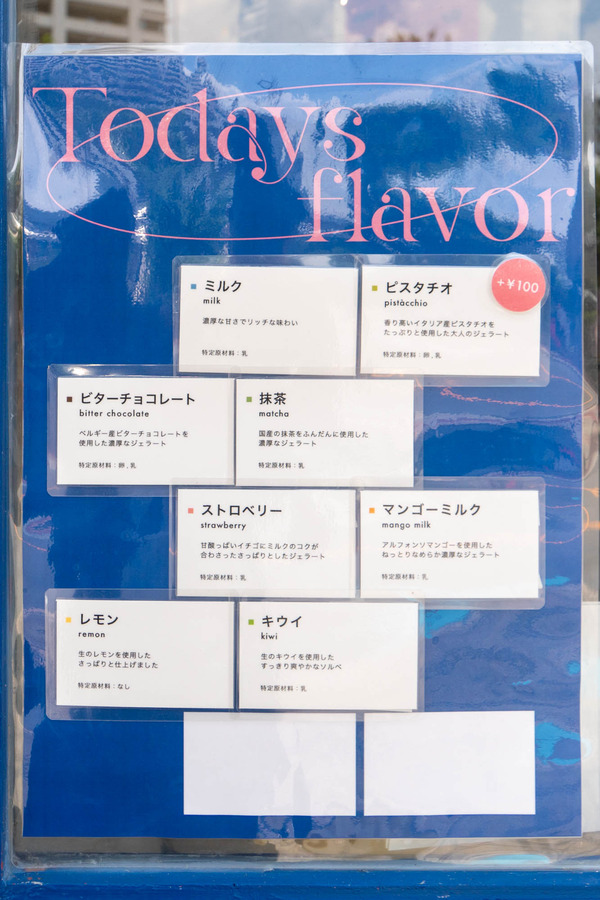 Todays
flavor
ミルク
milk
濃厚な甘さでリッチな味わい
特定原材料：乳
ピスタチオ
+¥100
pistàcchio
香り高いイタリア産ピスタチオを
たっぷりと使用した大人のジェラート
特定原材料：卵、乳
ビターチョコレート
bitter chocolate
ベルギー産ビターチョコレートを
使用した濃厚なジェラート
特定原材料：卵、乳
抹茶
matcha
国産の抹茶をふんだんに使用した
濃厚なジェラート
特定原材料：乳
ストロベリー
strawberry
甘酸っぱいイチゴにミルクのコクが
合わさったさっぱりとしたジェラート
特定原材料：乳
マンゴーミルク
mango milk
アルフォンソマンゴーを使用した
ねっとりなめらか濃厚なジェラート
特定原材料：乳
レモン
remon
生のレモンを使用した
さっぱりと仕上げました
特定原材料：なし
キウイ
kiwi
生のキウイを使用した
すっきり爽やかなソルベ
特定原材料：乳